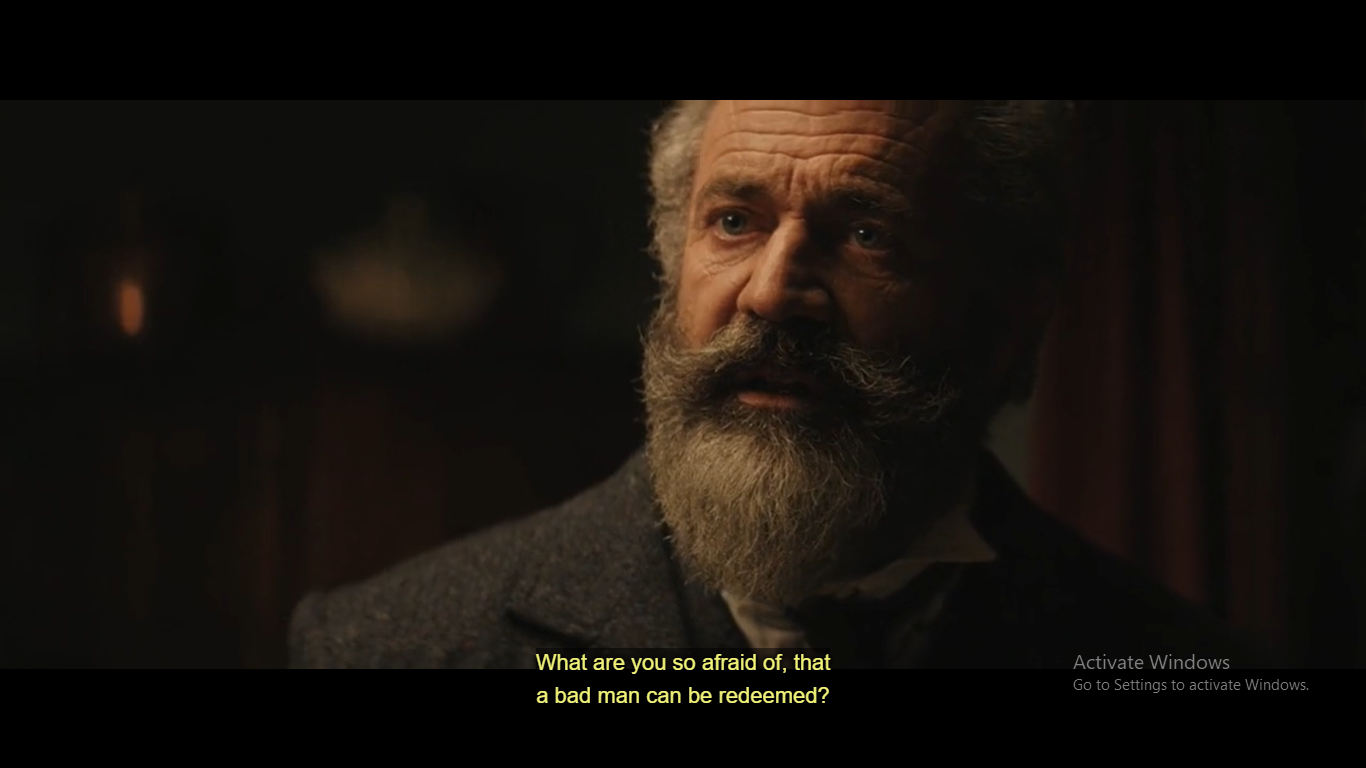 What are you so afraid of, that
a bad man can be redeemed?
Activate Windows
Go to Settings to activate Windows.